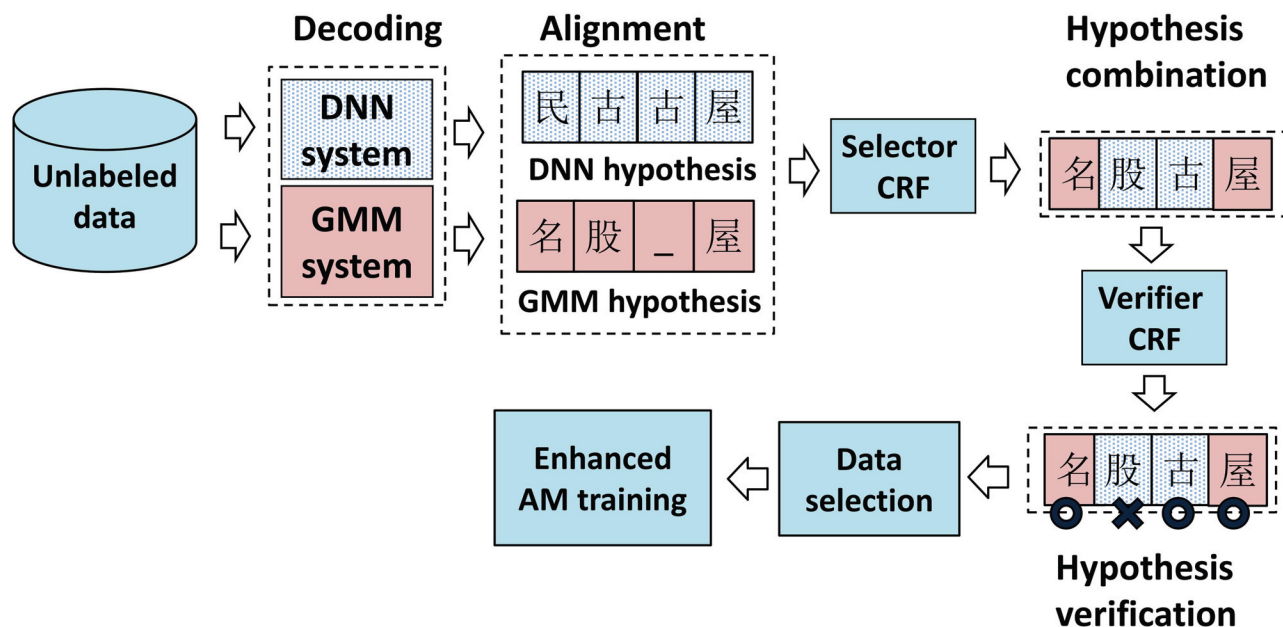 Decoding
Alignment
Hypothesis
combination
Unlabeled
data
DNN
system
GMM
system
民古古屋
DNN hypothesis
名股_屋
GMM hypothesis
Selector
CRF
名股古屋
Verifier
CRF
名股古屋
Hypothesis
verification
Data
selection
Enhanced
AM training